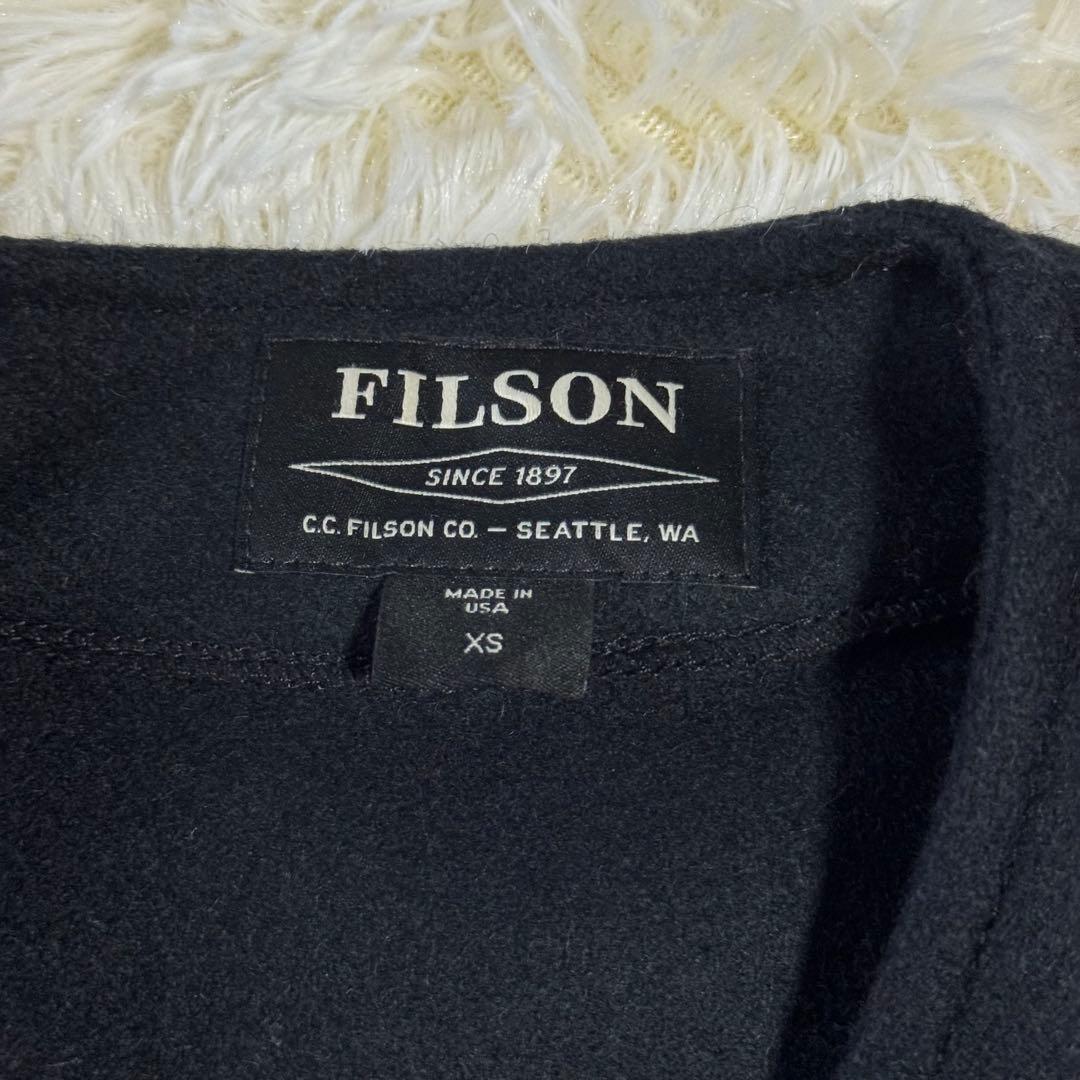 FILSON
SINCE 1897
C.C. FILSON CO. — SEATTLE, WA
MADE IN
USA
XS